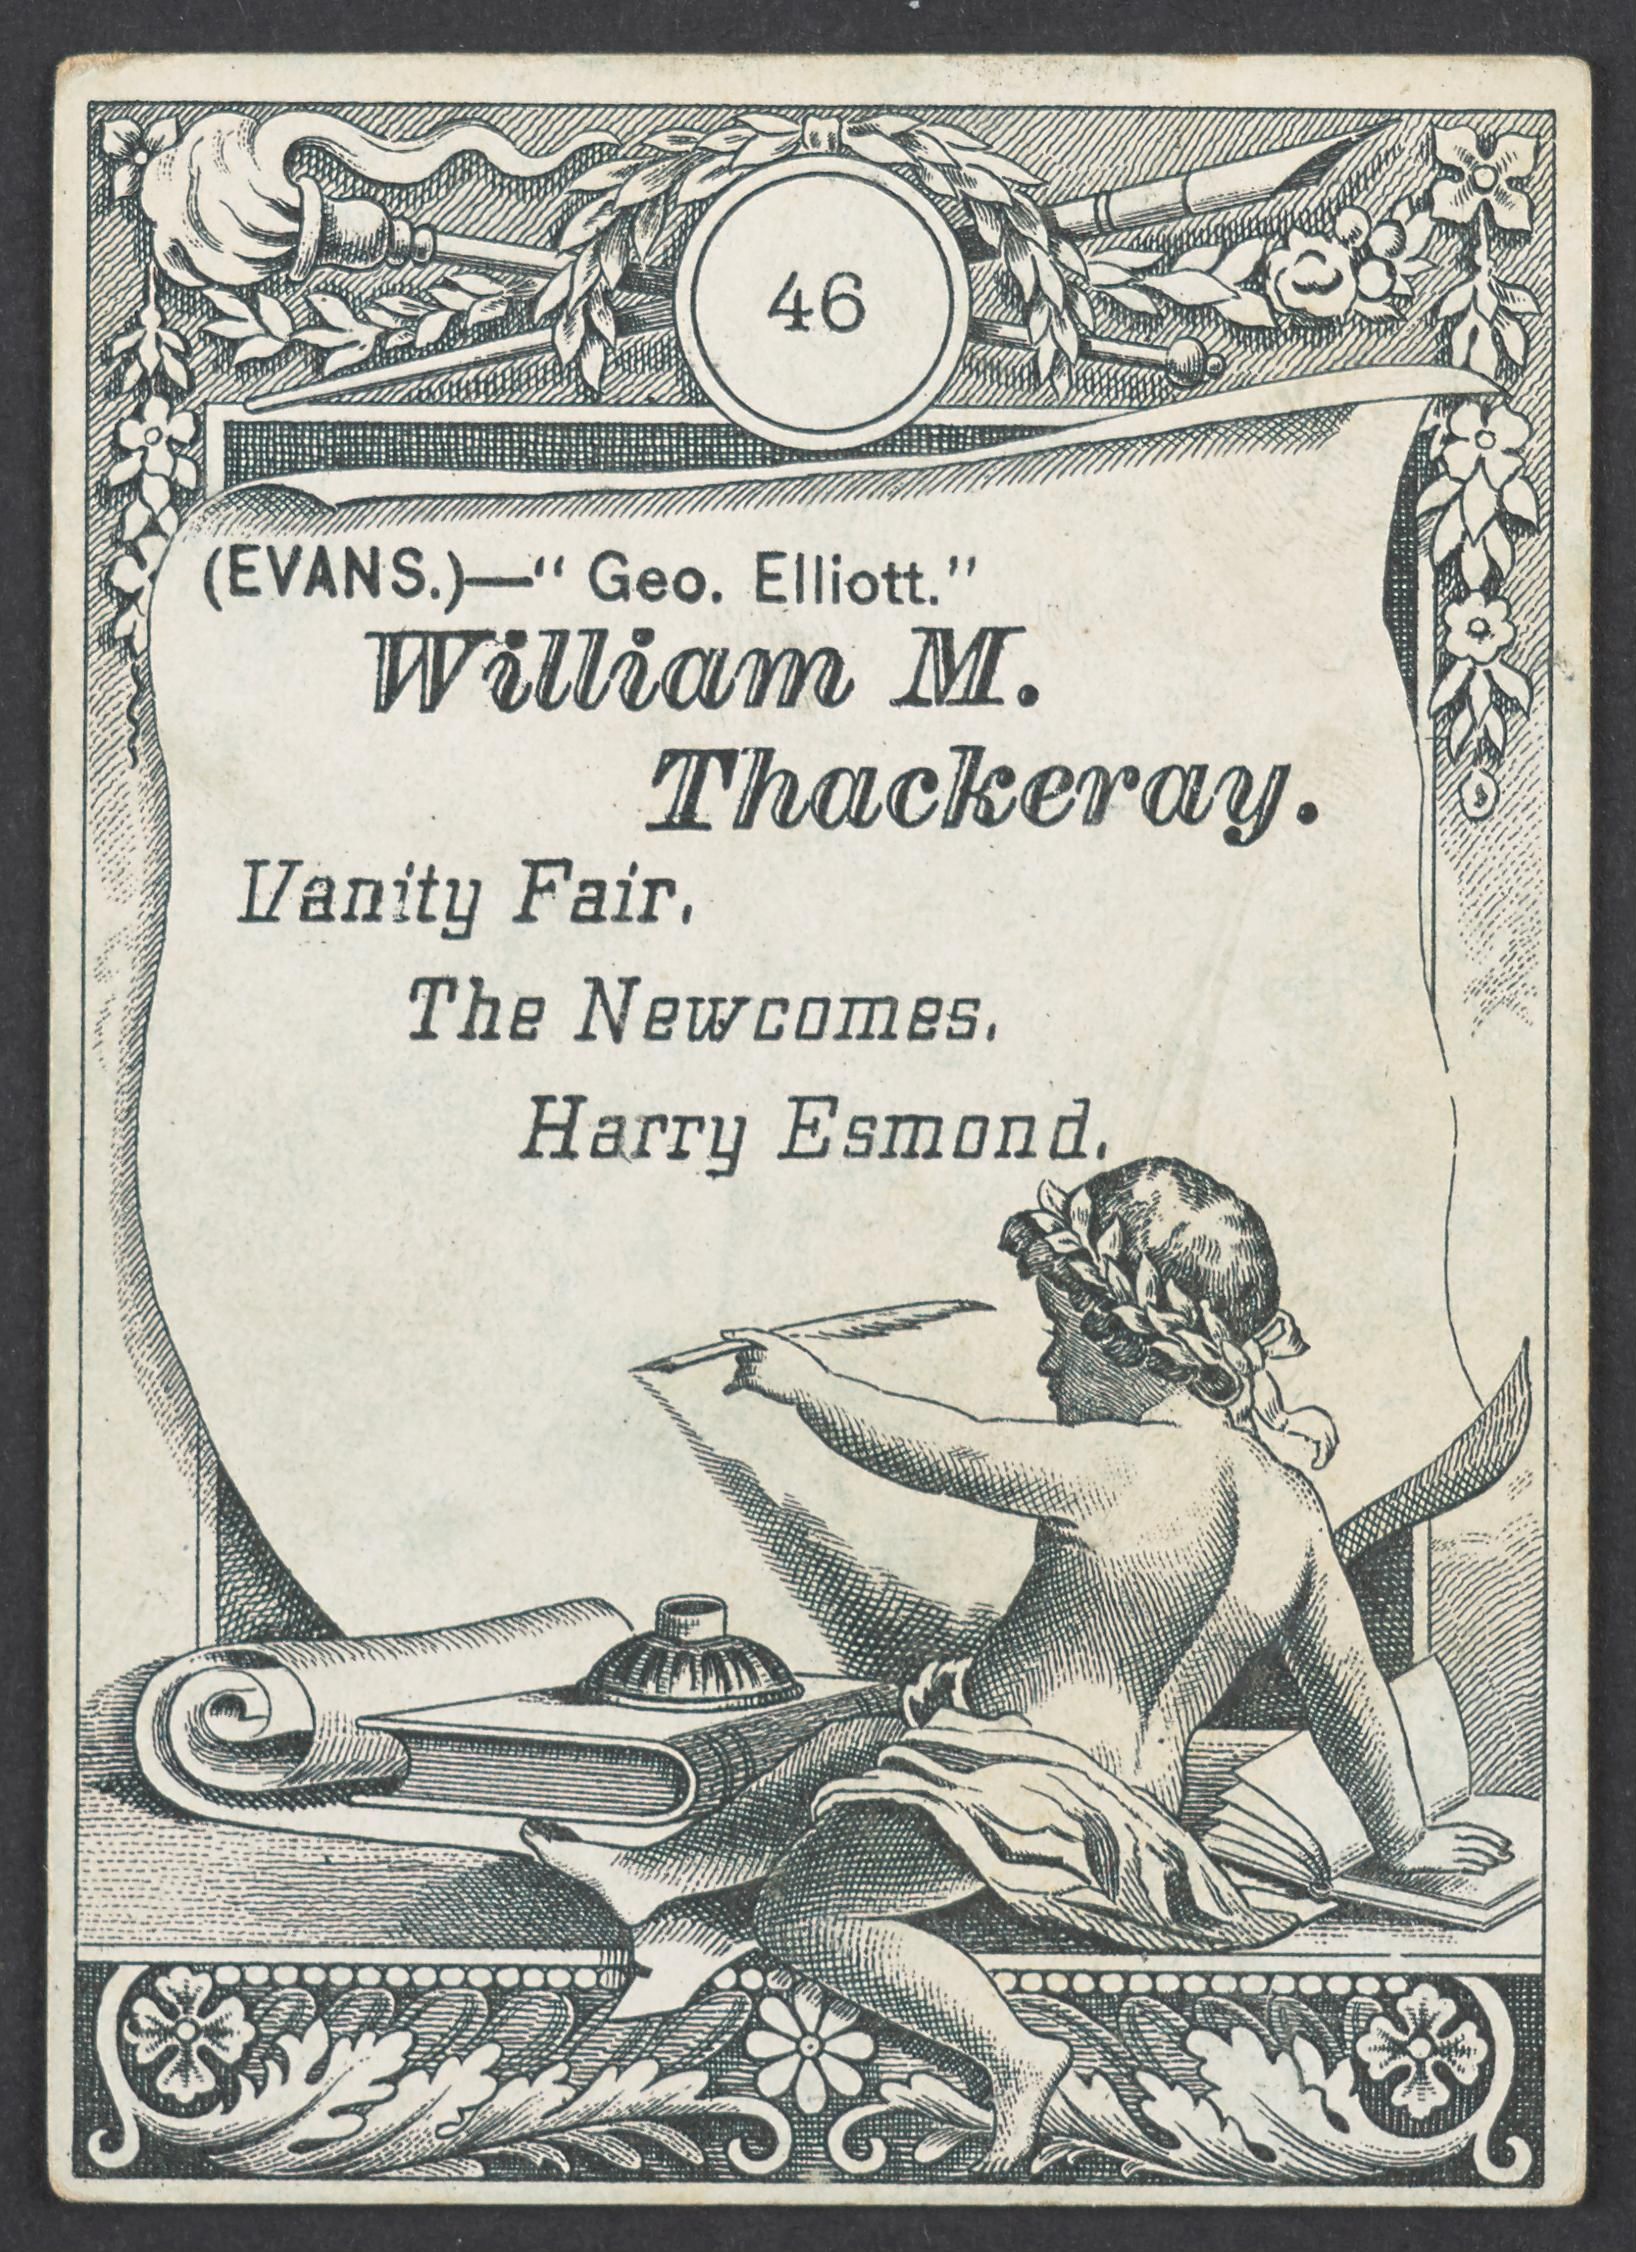 46
(EVANS.)—“ Geo. Elliott.”
William M.
Thackeray.
Vanity Fair.
The Newcomes.
Harry Esmond.